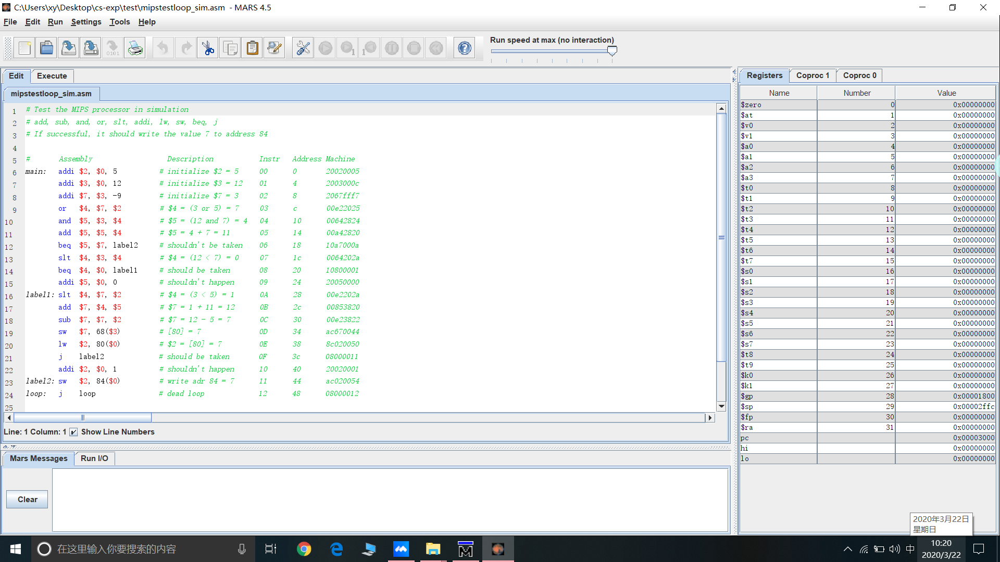 C:\Users\xy\Desktop\cs-exp\test\mipstestloop_sim.asm - MARS 4.5
File Edit Run Settings Tools Help
Run speed at max (no interaction)
Edit Execute
mipstestloop_sim.asm
1 # Test the MIPS processor in simulation
2 # add, sub, and, or, slt, addi, lw, sw, beq, j
3 # If successful, it should write the value 7 to address 84
4
5 # Assembly Description Instr Address Machine
6 main: addi $2, $0, 5 # initialize $2 = 5 00 0 20020005
7 addi $3, $0, 12 # initialize $3 = 12 01 4 2003000c
8 addi $7, $3, -9 # initialize $7 = 3 02 8 2067fff7
9 or $4, $7, $2 # $4 = (3 or 5) = 7 03 c 00e22025
10 and $5, $3, $4 # $5 = (12 and 7) = 4 04 10 00642824
11 add $5, $5, $4 # $5 = 4 + 7 = 11 05 14 00a42820
12 beq $5, $7, label2 # shouldn't be taken 06 18 10a7000a
13 slt $4, $3, $4 # $4 = (12 < 7) = 0 07 1c 0064202a
14 beq $4, $0, label1 # should be taken 08 20 10800001
15 addi $5, $0, 0 # shouldn't happen 09 24 20050000
16 label1: slt $4, $7, $2 # $4 = (3 < 5) = 1 0A 28 00e2202a
17 add $7, $4, $5 # $7 = 1 + 11 = 12 0B 2c 00853820
18 sub $7, $7, $2 # $7 = 12 - 5 = 7 0C 30 00e23822
19 sw $7, 68($3) # [80] = 7 0D 34 ac670044
20 lw $2, 80($0) # $2 = [80] = 7 0E 38 8c020050
21 j label2 # should be taken 0F 3c 08000011
22 addi $2, $0, 1 # shouldn't happen 10 40 20020001
23 label2: sw $2, 84($0) # write adr 84 = 7 11 44 ac020054
24 loop: j loop # dead loop 12 48 08000012
25
Line: 1 Column: 1 Show Line Numbers
Mars Messages Run I/O
Clear
Registers Coproc 1 Coproc 0
Name Number Value
$zero 0 0x00000000
$at 1 0x00000000
$v0 2 0x00000000
$v1 3 0x00000000
$a0 4 0x00000000
$a1 5 0x00000000
$a2 6 0x00000000
$a3 7 0x00000000
$t0 8 0x00000000
$t1 9 0x00000000
$t2 10 0x00000000
$t3 11 0x00000000
$t4 12 0x00000000
$t5 13 0x00000000
$t6 14 0x00000000
$t7 15 0x00000000
$s0 16 0x00000000
$s1 17 0x00000000
$s2 18 0x00000000
$s3 19 0x00000000
$s4 20 0x00000000
$s5 21 0x00000000
$s6 22 0x00000000
$s7 23 0x00000000
$t8 24 0x00000000
$t9 25 0x00000000
$k0 26 0x00000000
$k1 27 0x00000000
$gp 28 0x00001800
$sp 29 0x00002ffc
$fp 30 0x00000000
$ra 31 0x00000000
pc 0x00003000
hi 0x00000000
lo 0x00000000
2020年3月22日
星期日
在这里输入你要搜索的内容
中
10:20
2020/3/22